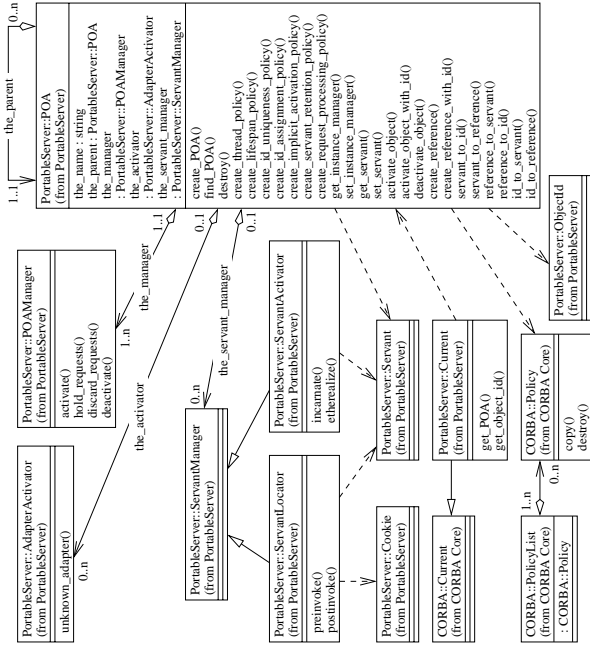 the_parent
0..n
1..1
PortableServer::POA
(from PortableServer)
the_name : string
the_parent : PortableServer::POA
the_manager
: PortableServer::POAManager
the_activator
: PortableServer::AdapterActivator
the_servant_manager
: PortableServer::ServantManager
create_POA()
find_POA()
destroy()
create_thread_policy()
create_lifespan_policy()
create_id_uniqueness_policy()
create_id_assignment_policy()
create_implicit_activation_policy()
create_servant_retention_policy()
create_request_processing_policy()
get_instance_manager()
set_instance_manager()
get_servant()
set_servant()
activate_object()
activate_object_with_id()
deactivate_object()
create_reference()
create_reference_with_id()
servant_to_id()
servant_to_reference()
reference_to_servant()
reference_to_id()
id_to_servant()
id_to_reference()
1..1
0..1
0..1
the_manager
1..n
the_activator
0..n
the_servant_manager
0..n
PortableServer::AdapterActivator
(from PortableServer)
unknown_adapter()
PortableServer::POAManager
(from PortableServer)
activate()
hold_requests()
discard_requests()
deactivate()
PortableServer::ServantManager
(from PortableServer)
PortableServer::ServantLocator
(from PortableServer)
preinvoke()
postinvoke()
PortableServer::ServantActivator
(from PortableServer)
incarnate()
etherealize()
PortableServer::Cookie
(from PortableServer)
PortableServer::Servant
(from PortableServer)
CORBA::Current
(from CORBA Core)
PortableServer::Current
(from PortableServer)
get_POA()
get_object_id()
CORBA::PolicyList
(from CORBA Core)
: CORBA::Policy
1..n
0..n
CORBA::Policy
(from CORBA Core)
copy()
destroy()
PortableServer::ObjectId
(from PortableServer)